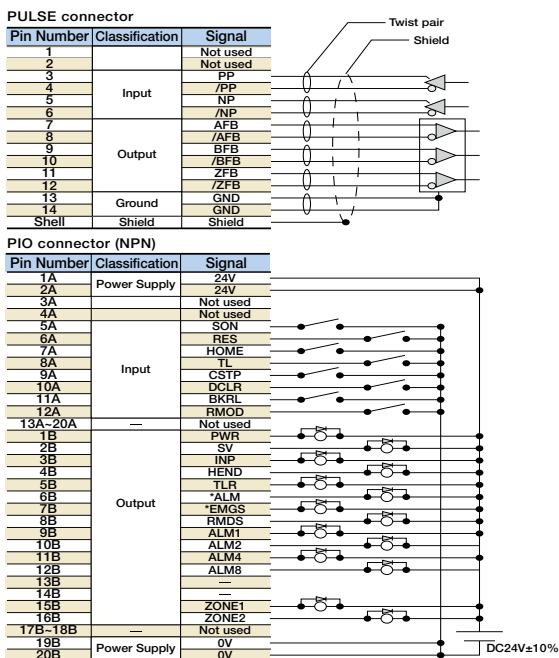 PULSE connector
Twist pair
Shield
Pin Number Classification Signal
1 Not used
2 Not used
3 PP
4 /PP
Input
5 NP
6 /NP
7 AFB
8 /AFB
9 BFB
Output
10 /BFB
11 ZFB
12 /ZFB
13 GND
Ground
14 GND
Shell Shield Shield
PIO connector (NPN)
Pin Number Classification Signal
1A 24V
Power Supply
2A 24V
3A Not used
4A Not used
5A SON
6A RES
7A HOME
8A TL
Input
9A CSTP
10A DCLR
11A BKRL
12A RMOD
13A~20A — Not used
1B PWR
2B SV
3B INP
4B HEND
5B TLR
6B *ALM
Output
7B *EMGS
8B RMDS
9B ALM1
10B ALM2
11B ALM4
12B ALM8
13B —
14B —
15B ZONE1
16B ZONE2
17B~18B — Not used
19B 0V
Power Supply
20B 0V
DC24V±10%